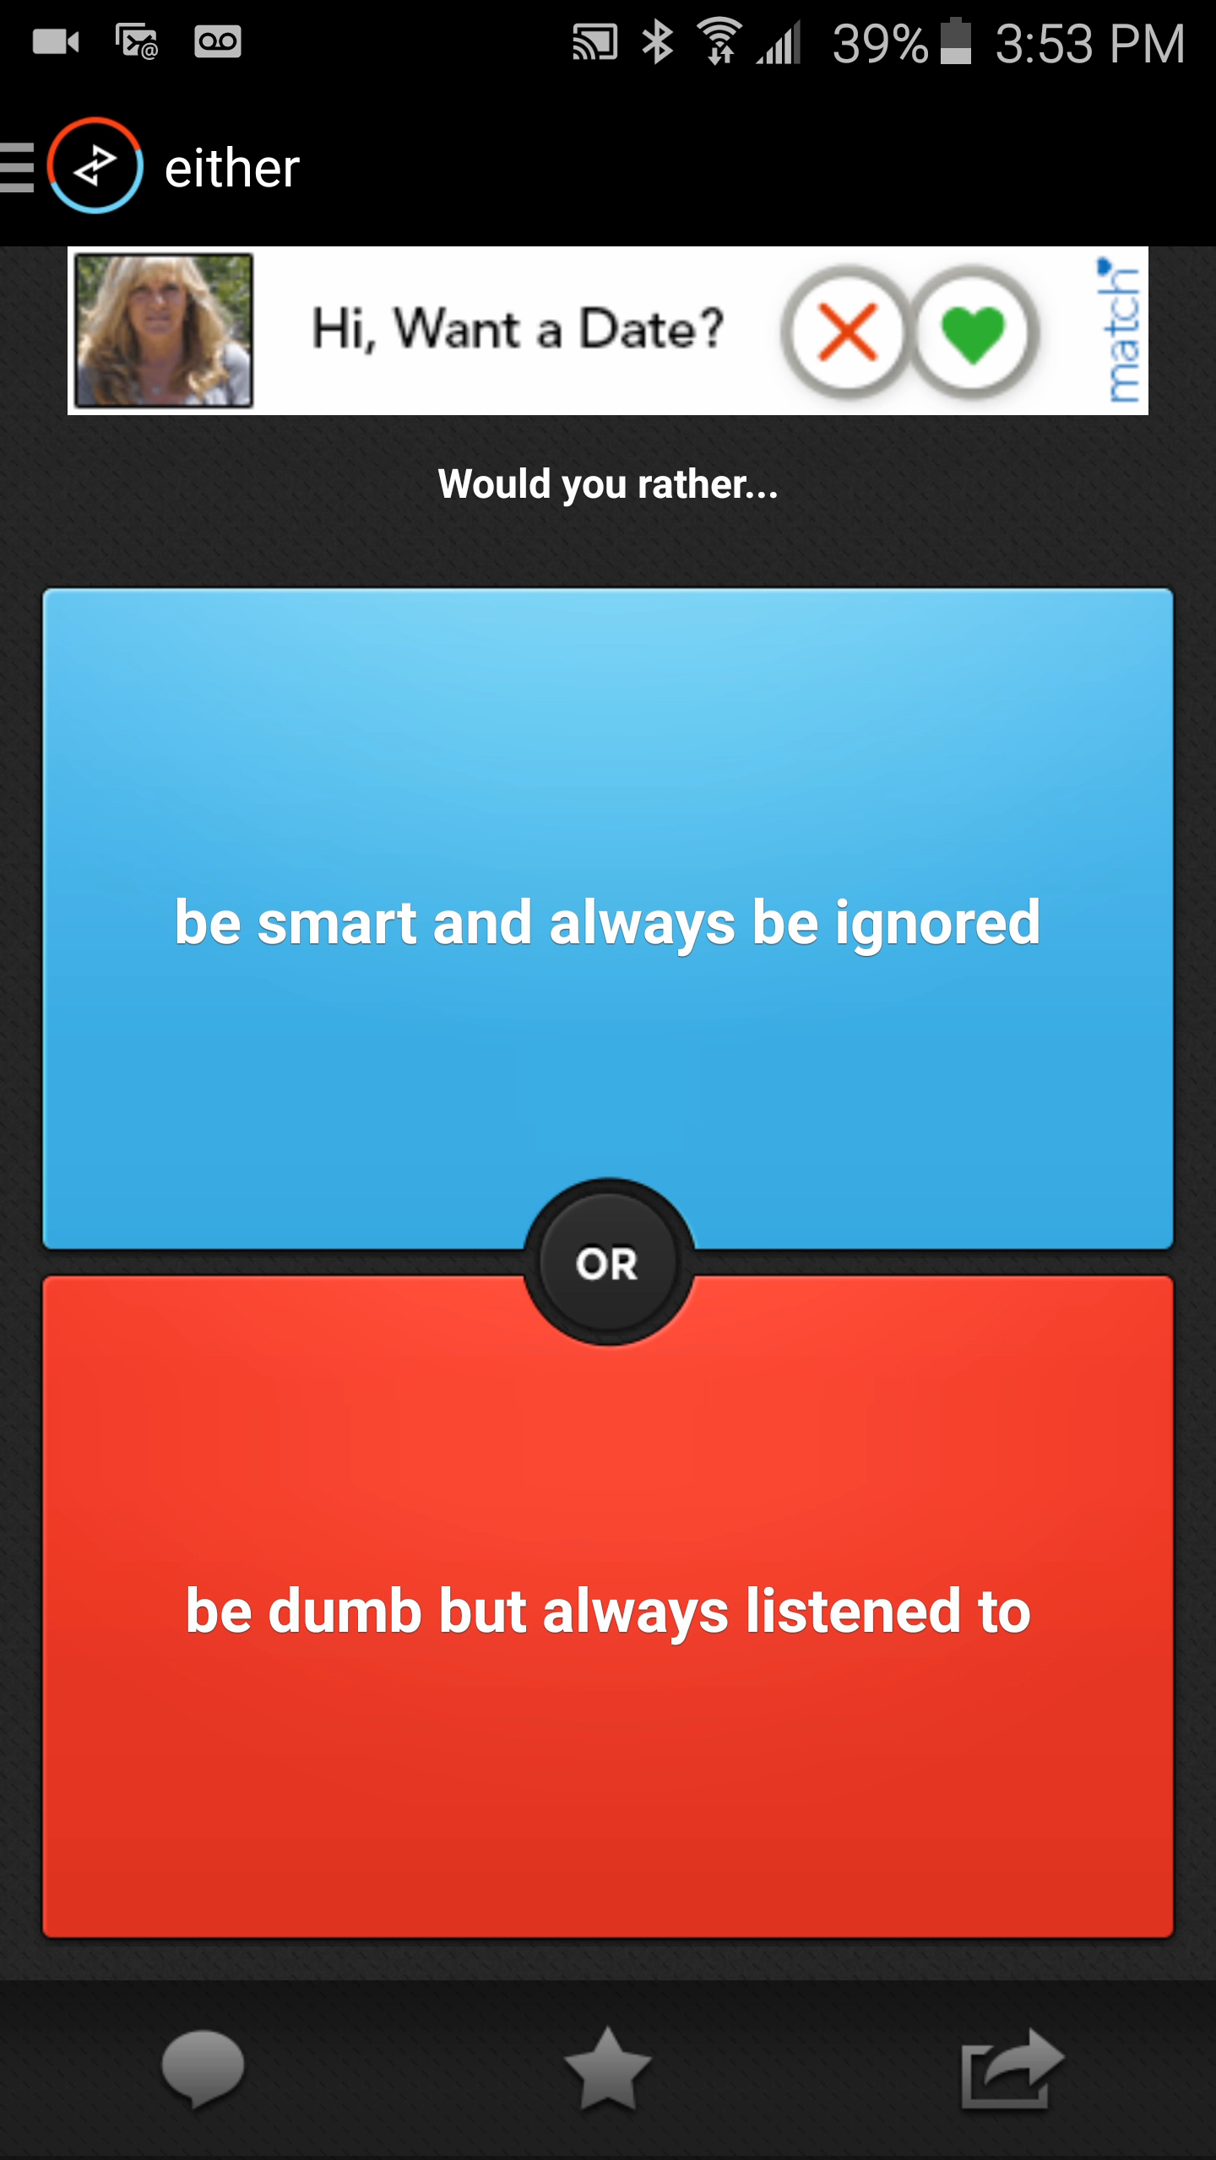 39% 3:53 PM
either
Hi, Want a Date?
match
Would you rather...
be smart and always be ignored
OR
be dumb but always listened to